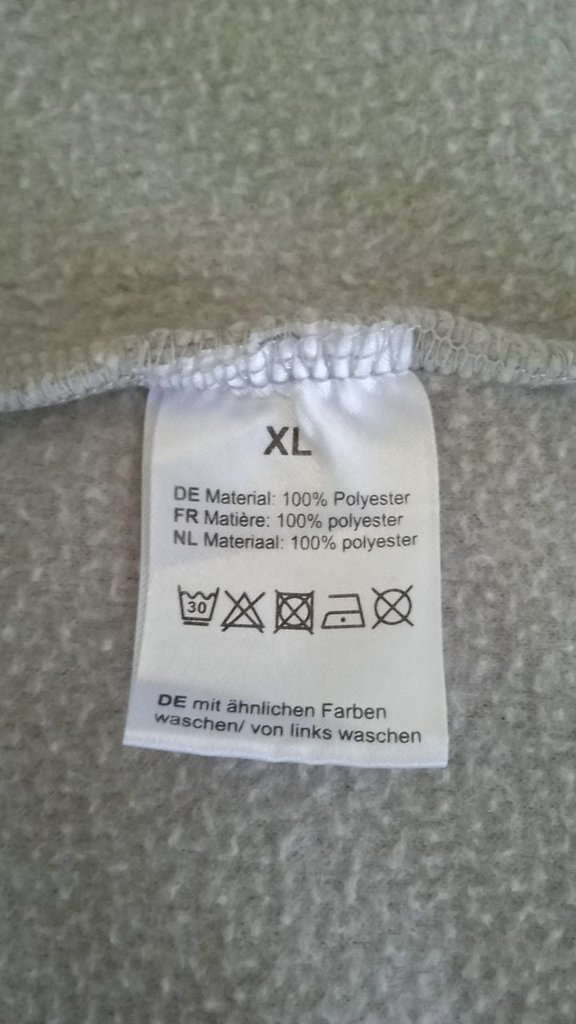 XL
DE Material: 100% Polyester
FR Matière: 100% polyester
NL Materiaal: 100% polyester
30
DE mit ähnlichen Farben
waschen/ von links waschen